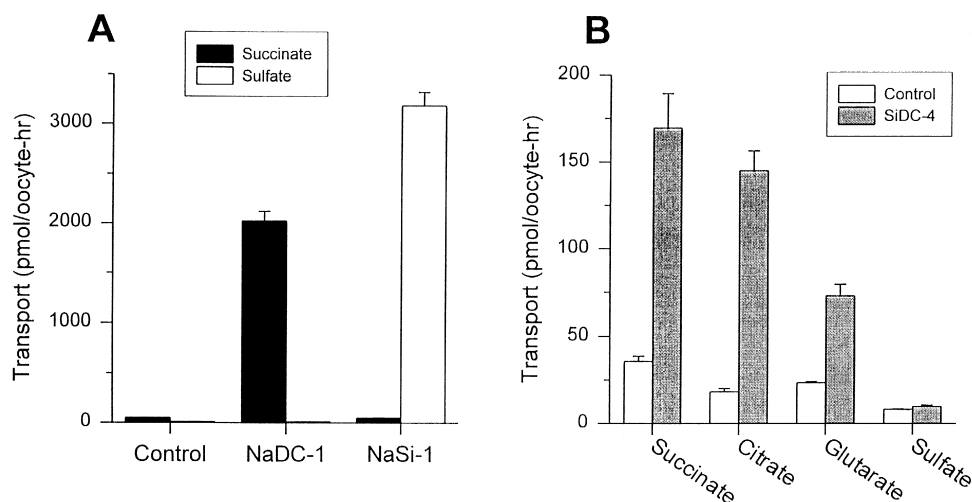 A
Succinate
Sulfate
Transport (pmol/oocyte-hr)
3000
2000
1000
0
Control NaDC-1 NaSi-1
B
Control
SiDC-4
Transport (pmol/oocyte-hr)
200
150
100
50
0
Succinate
Citrate
Glutarate
Sulfate